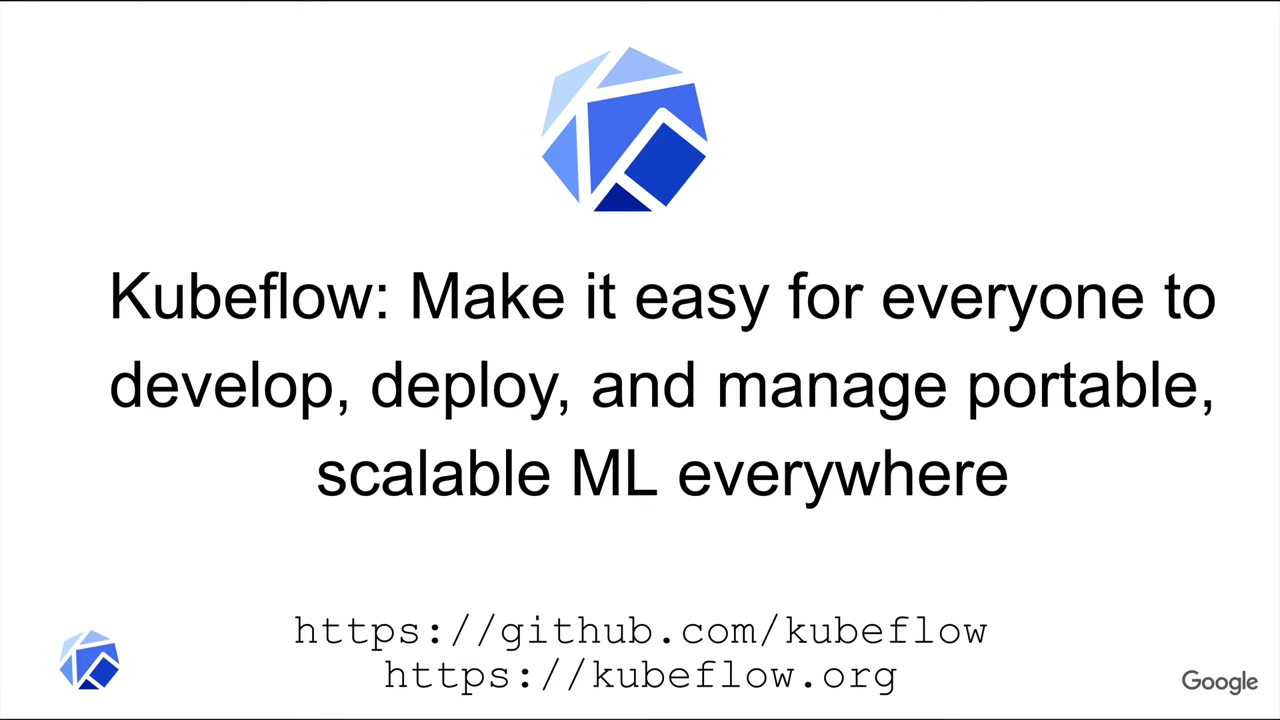 Kubeflow: Make it easy for everyone to
develop, deploy, and manage portable,
scalable ML everywhere
https://github.com/kubeflow
https://kubeflow.org
Google